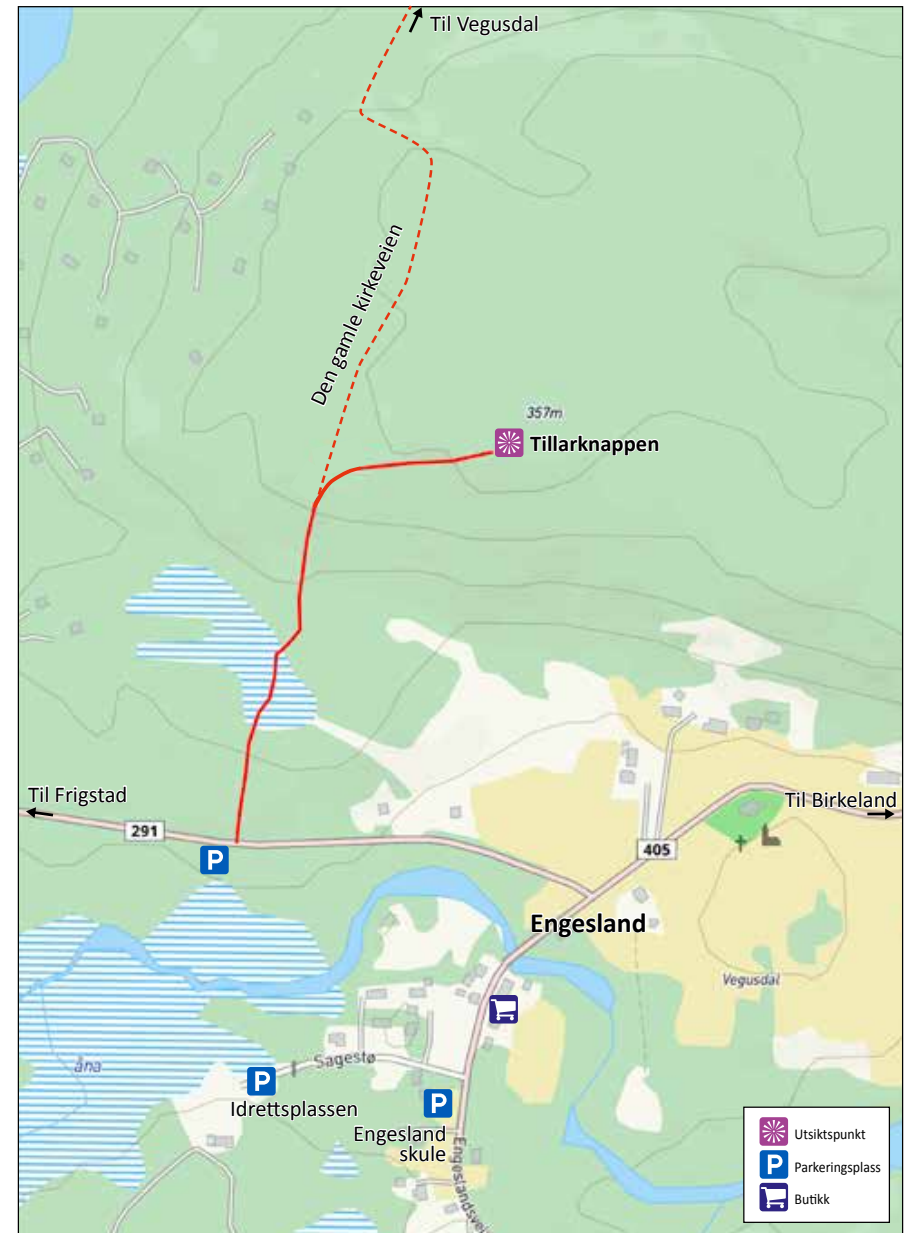 Til Vegusdal
Den gamle kirkeveien
357m
Tillarknappen
Til Frigstad
291
P
Til Birkeland
405
Engesland
Vegusdal
åna
Sagestø
P
Idrettsplassen
P
Engesland
skule
Engeslandsvei
Utsiktspunkt
P Parkeringsplass
Butikk